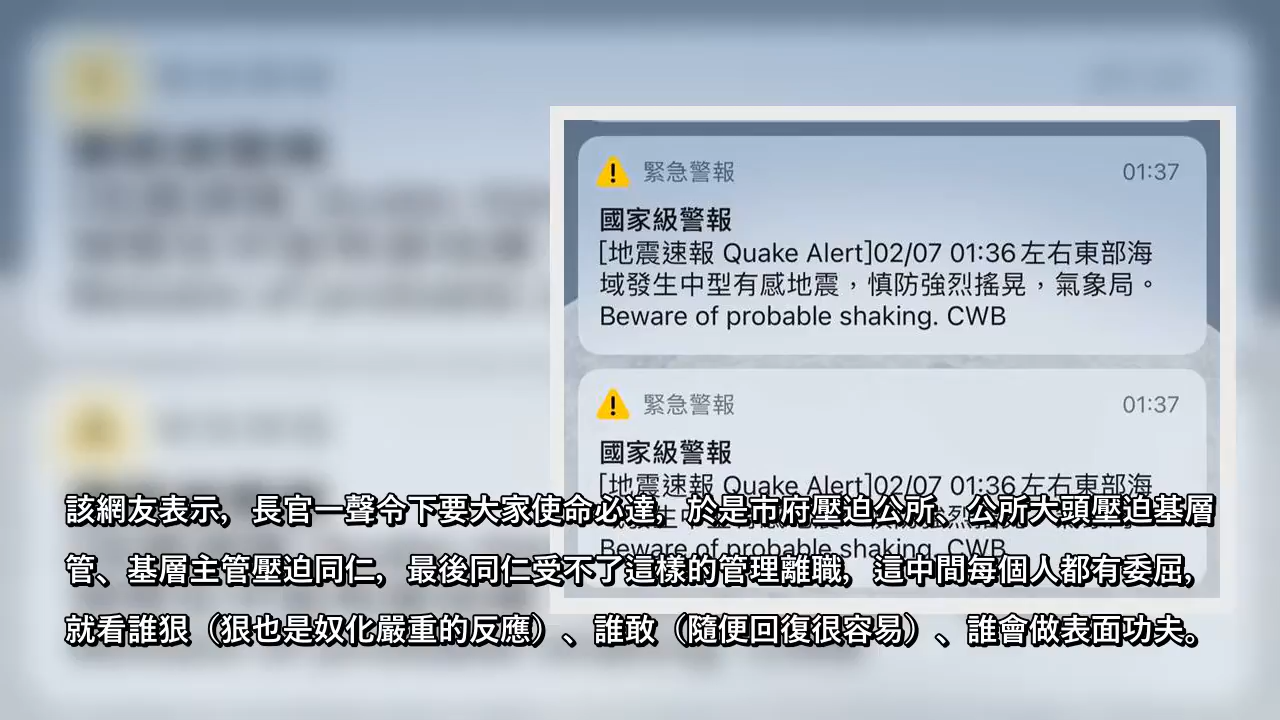 緊急警報 01:37
國家級警報
[地震速報 Quake Alert]02/07 01:36左右東部海
域發生中型有感地震，慎防強烈搖晃，氣象局。
Beware of probable shaking. CWB
緊急警報 01:37
國家級警報
[地震速報 Quake Alert]02/07 01:36左右東部海
Beware of probable shaking. CWB
該網友表示，長官一聲令下要大家使命必達，於是市府壓迫公所、公所大頭壓迫基層
管、基層主管壓迫同仁，最後同仁受不了這樣的管理離職，這中間每個人都有委屈，
就看誰狠（狠也是奴化嚴重的反應）、誰敢（隨便回復很容易）、誰會做表面功夫。